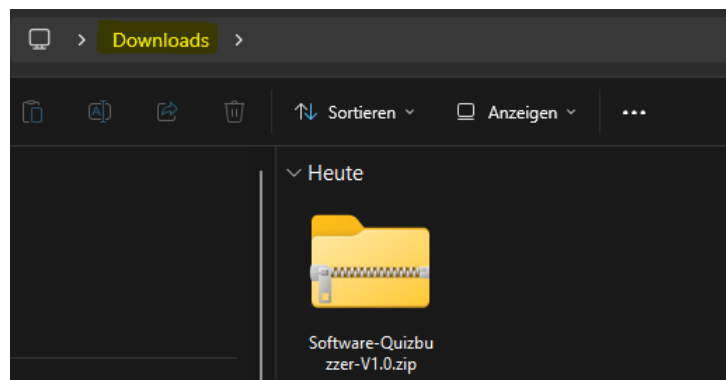 Downloads
Sortieren
Anzeigen
Heute
Software-Quizbu
zzer-V1.0.zip